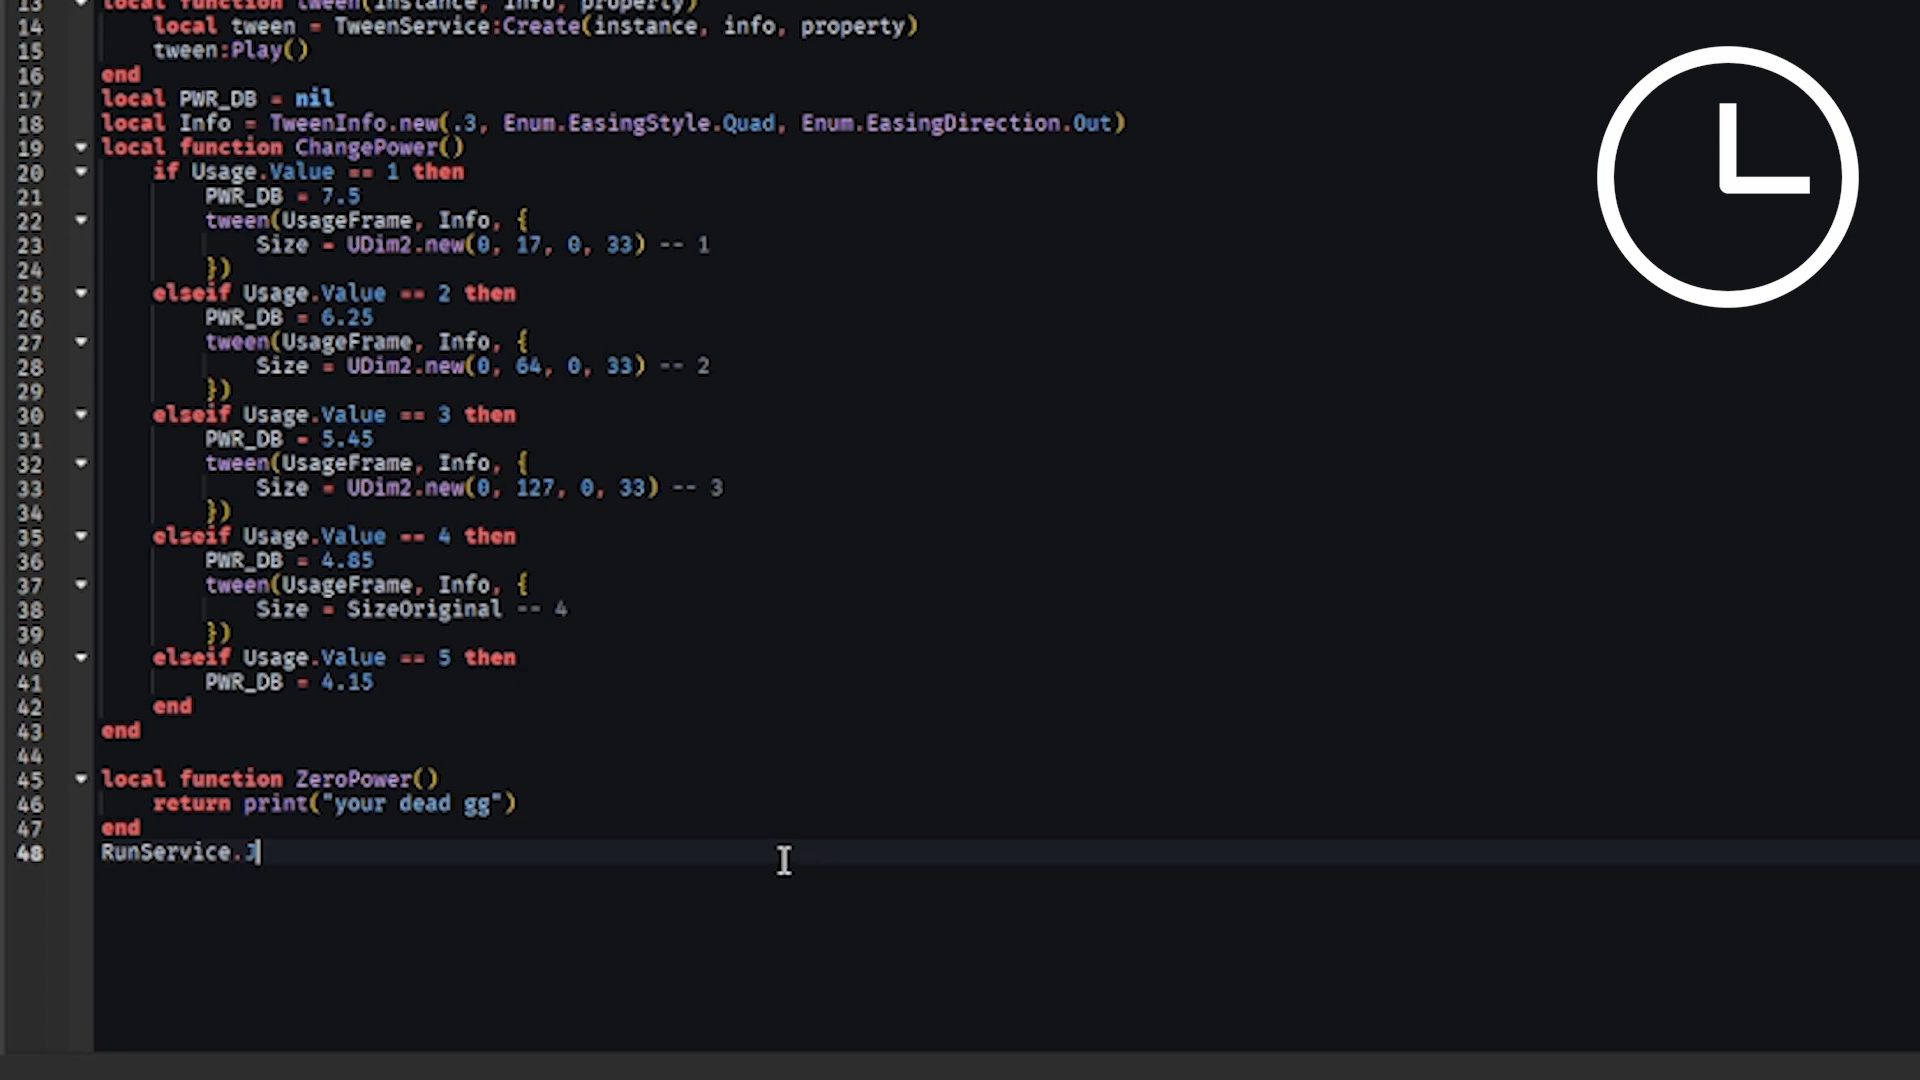 13 local function tween(instance, info, property)
14 local tween = TweenService:Create(instance, info, property)
15 tween:Play()
16 end
17 local PWR_DB = nil
18 local Info = TweenInfo.new(.3, Enum.EasingStyle.Quad, Enum.EasingDirection.Out)
19 local function ChangePower()
20 if Usage.Value == 1 then
21 PWR_DB = 7.5
22 tween(UsageFrame, Info, {
23 Size = UDim2.new(0, 17, 0, 33) -- 1
24 })
25 elseif Usage.Value == 2 then
26 PWR_DB = 6.25
27 tween(UsageFrame, Info, {
28 Size = UDim2.new(0, 64, 0, 33) -- 2
29 })
30 elseif Usage.Value == 3 then
31 PWR_DB = 5.45
32 tween(UsageFrame, Info, {
33 Size = UDim2.new(0, 127, 0, 33) -- 3
34 })
35 elseif Usage.Value == 4 then
36 PWR_DB = 4.85
37 tween(UsageFrame, Info, {
38 Size = SizeOriginal -- 4
39 })
40 elseif Usage.Value == 5 then
41 PWR_DB = 4.15
42 end
43 end
44
45 local function ZeroPower()
46 return print("your dead gg")
47 end
48 RunService.J